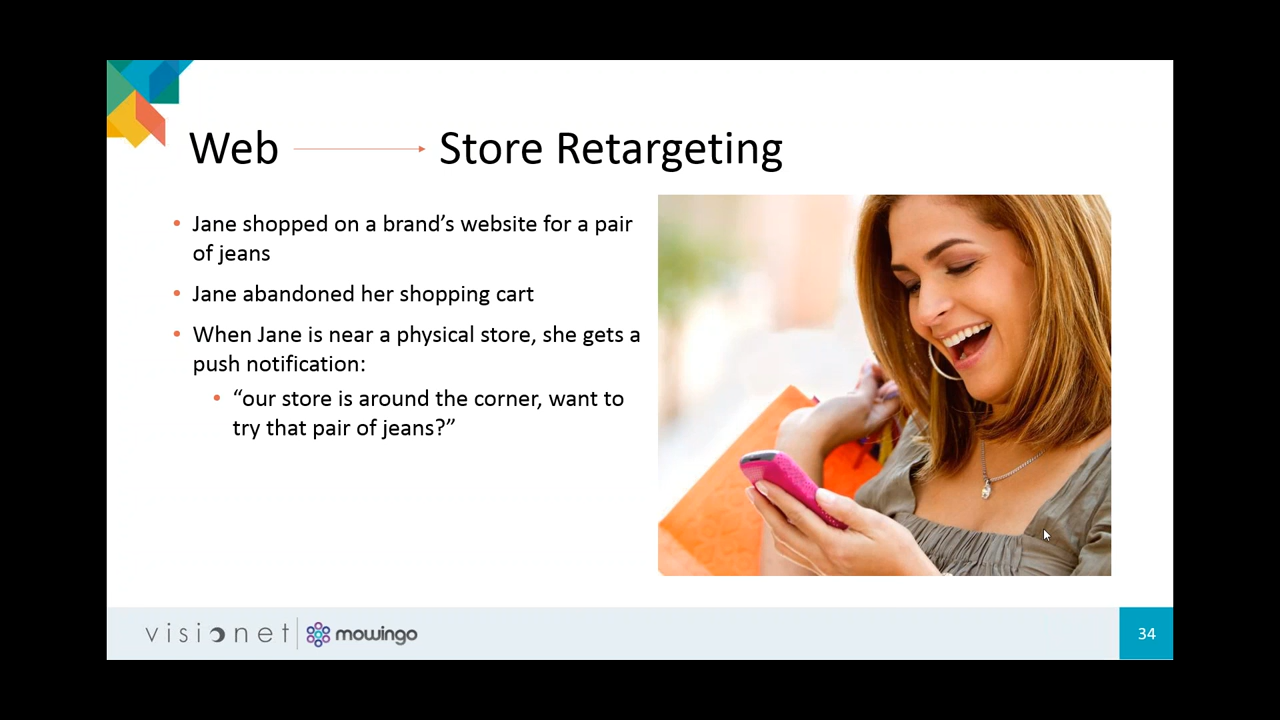 Web Store Retargeting
• Jane shopped on a brand’s website for a pair
of jeans
• Jane abandoned her shopping cart
• When Jane is near a physical store, she gets a
push notification:
• “our store is around the corner, want to
try that pair of jeans?”
visionet mowingo
34